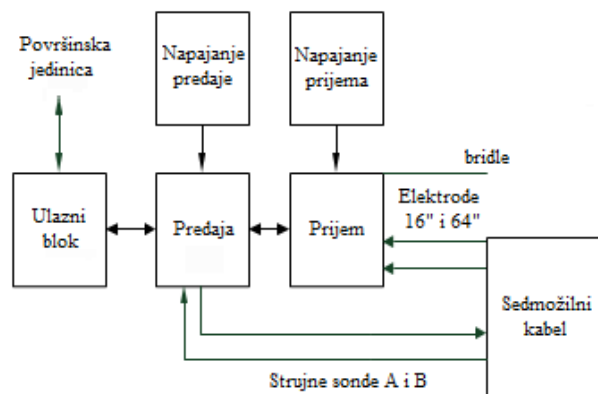 Površinska
jedinica
Napajanje
predaje
Napajanje
prijema
bridle
Ulazni
blok
Predaja
Prijem
Elektrode
16" i 64"
Sedmožilni
kabel
Strujne sonde A i B